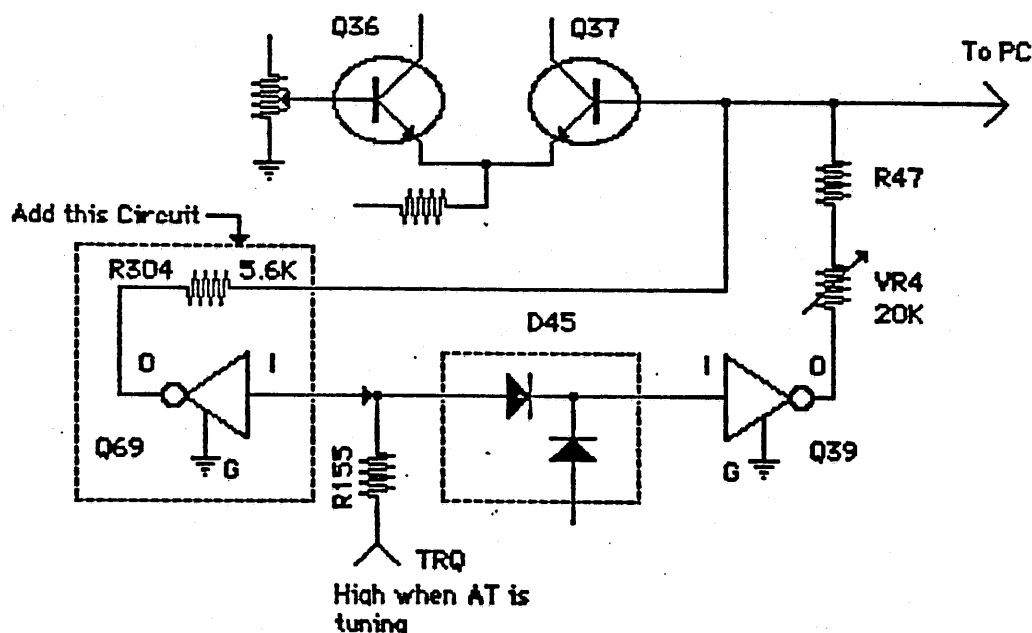 Q36
Q37
To PC
R47
Add this Circuit
R304
5.6K
VR4
20K
D45
O
I
I
O
Q69
G
R155
G
Q39
TRQ
High when AT is
tuning